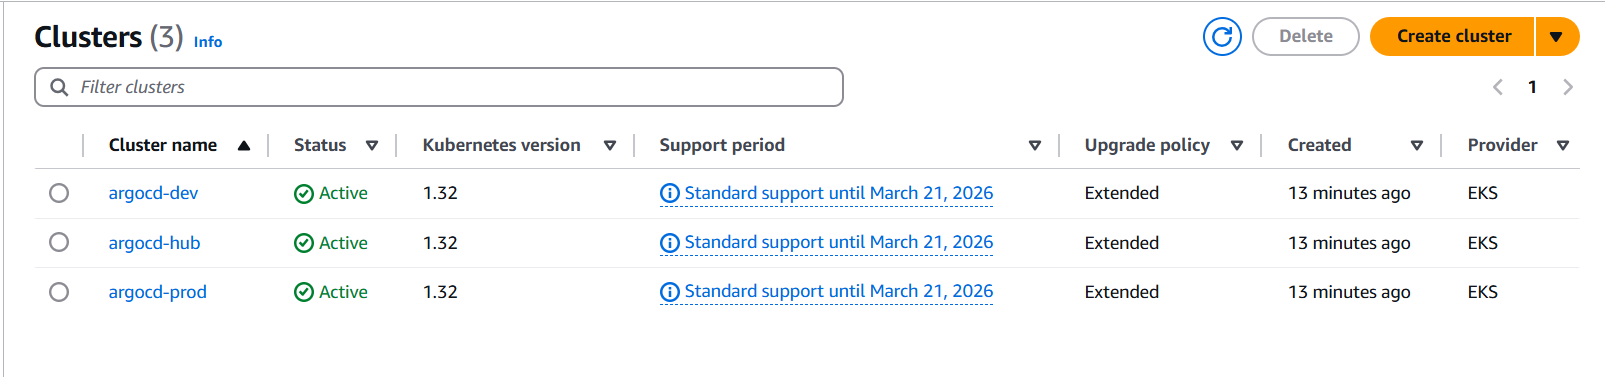 Clusters (3) Info
Delete
Create cluster
Filter clusters
1
Cluster name Status Kubernetes version Support period Upgrade policy Created Provider
argocd-dev Active 1.32 Standard support until March 21, 2026 Extended 13 minutes ago EKS
argocd-hub Active 1.32 Standard support until March 21, 2026 Extended 13 minutes ago EKS
argocd-prod Active 1.32 Standard support until March 21, 2026 Extended 13 minutes ago EKS